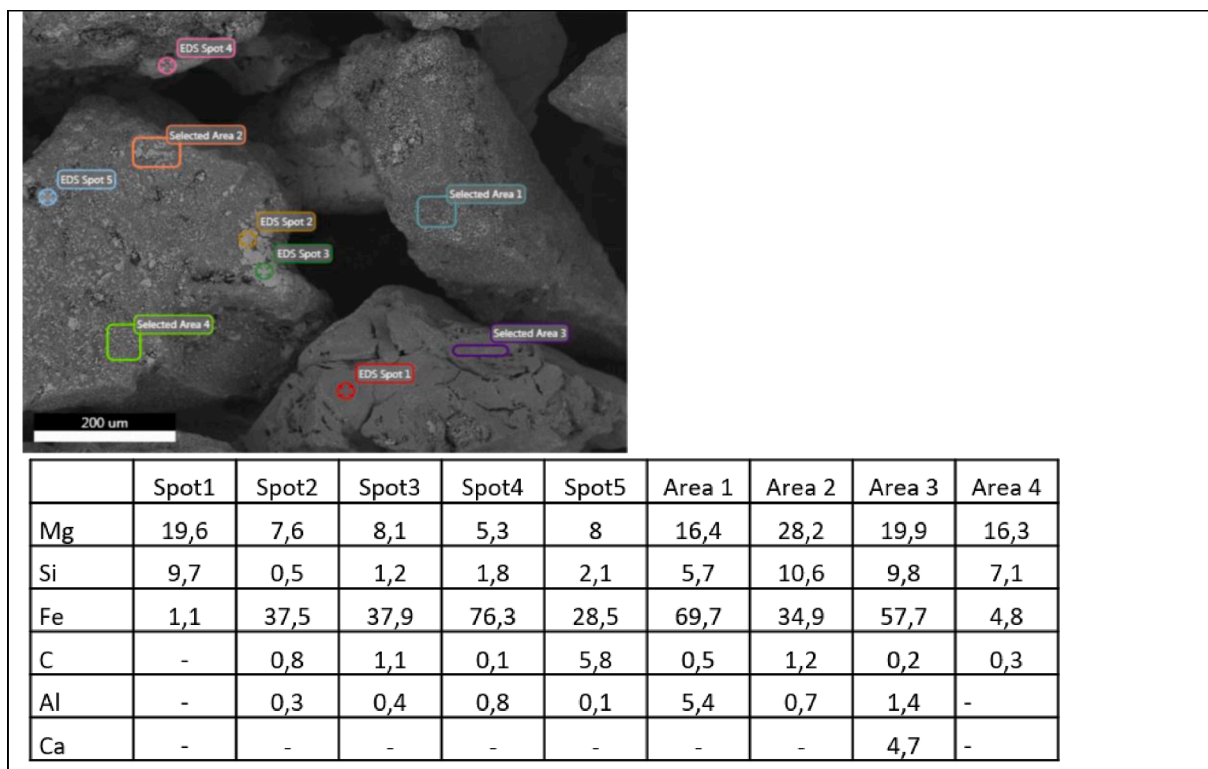 EDS Spot 4
Selected Area 2
EDS Spot 5
Selected Area 1
EDS Spot 2
EDS Spot 3
Selected Area 4
Selected Area 3
EDS Spot 1
200 um
Spot1 Spot2 Spot3 Spot4 Spot5 Area 1 Area 2 Area 3 Area 4
Mg 19,6 7,6 8,1 5,3 8 16,4 28,2 19,9 16,3
Si 9,7 0,5 1,2 1,8 2,1 5,7 10,6 9,8 7,1
Fe 1,1 37,5 37,9 76,3 28,5 69,7 34,9 57,7 4,8
C - 0,8 1,1 0,1 5,8 0,5 1,2 0,2 0,3
Al - 0,3 0,4 0,8 0,1 5,4 0,7 1,4 -
Ca - - - - - - - 4,7 -